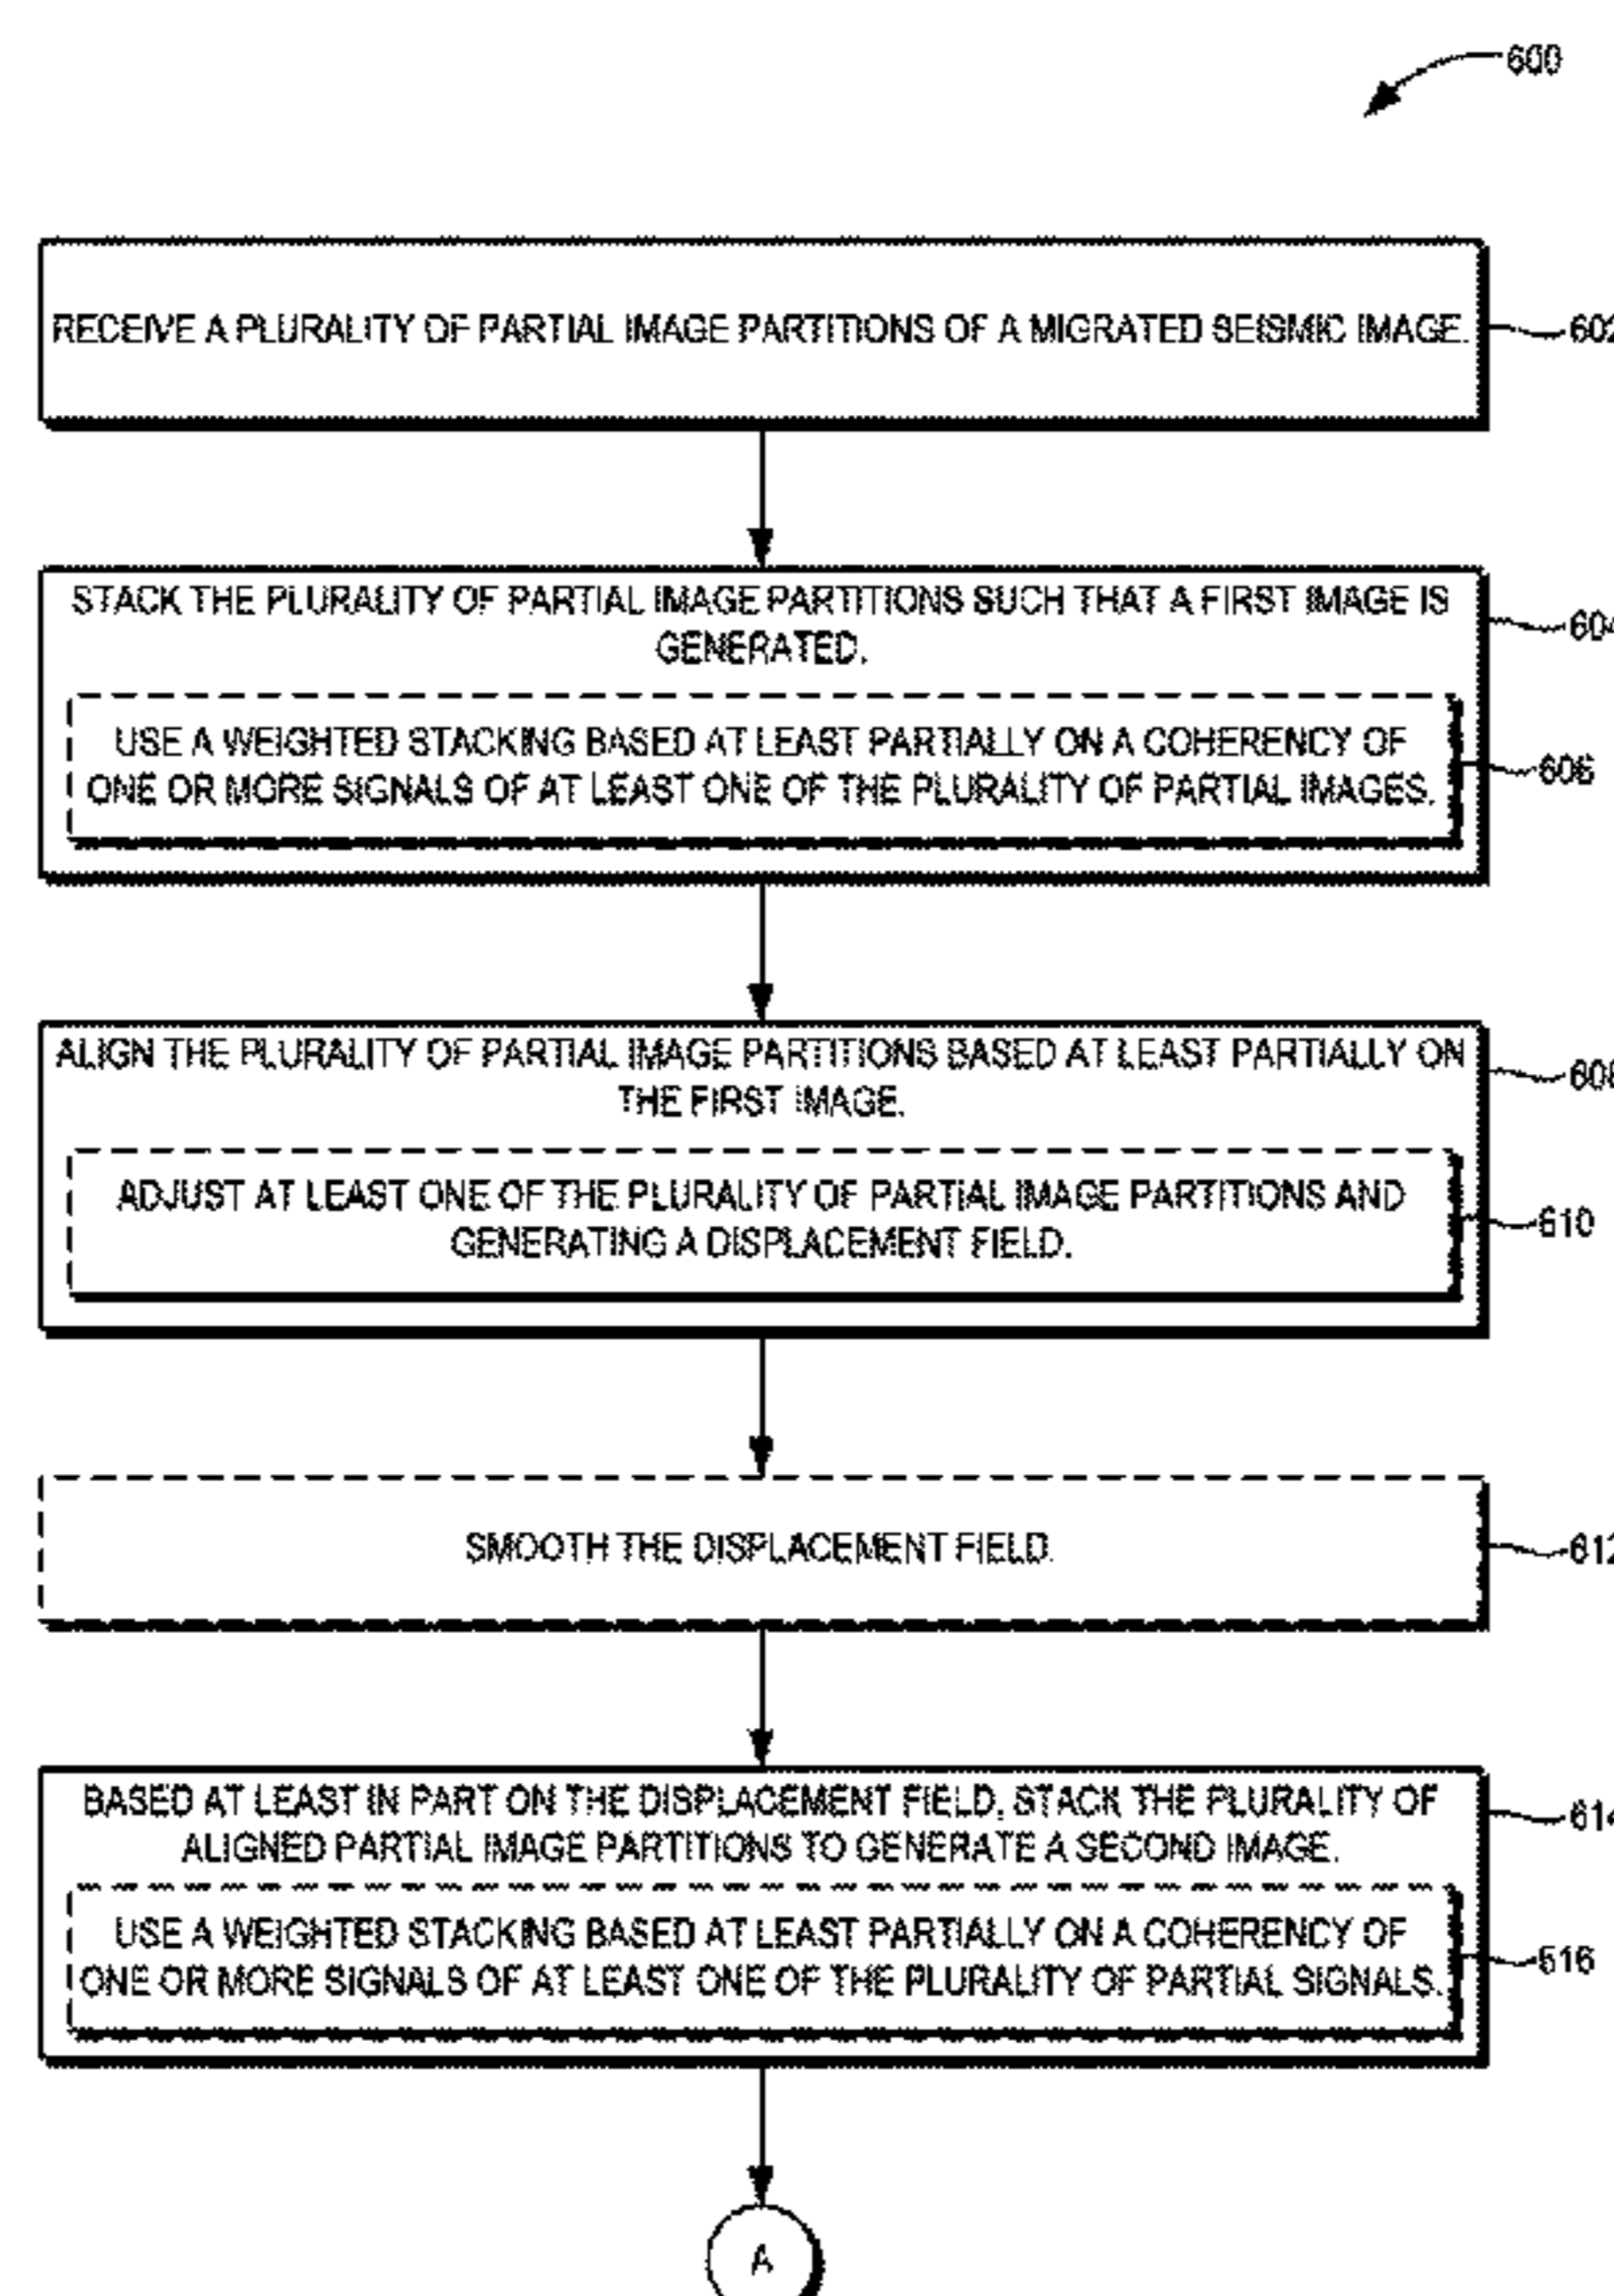 600
RECEIVE A PLURALITY OF PARTIAL IMAGE PARTITIONS OF A MIGRATED SEISMIC IMAGE.
602
STACK THE PLURALITY OF PARTIAL IMAGE PARTITIONS SUCH THAT A FIRST IMAGE IS
GENERATED.
604
USE A WEIGHTED STACKING BASED AT LEAST PARTIALLY ON A COHERENCY OF
ONE OR MORE SIGNALS OF AT LEAST ONE OF THE PLURALITY OF PARTIAL IMAGES.
606
ALIGN THE PLURALITY OF PARTIAL IMAGE PARTITIONS BASED AT LEAST PARTIALLY ON
THE FIRST IMAGE.
608
ADJUST AT LEAST ONE OF THE PLURALITY OF PARTIAL IMAGE PARTITIONS AND
GENERATING A DISPLACEMENT FIELD.
610
SMOOTH THE DISPLACEMENT FIELD.
612
BASED AT LEAST IN PART ON THE DISPLACEMENT FIELD, STACK THE PLURALITY OF
ALIGNED PARTIAL IMAGE PARTITIONS TO GENERATE A SECOND IMAGE.
614
USE A WEIGHTED STACKING BASED AT LEAST PARTIALLY ON A COHERENCY OF
ONE OR MORE SIGNALS OF AT LEAST ONE OF THE PLURALITY OF PARTIAL SIGNALS.
616
A